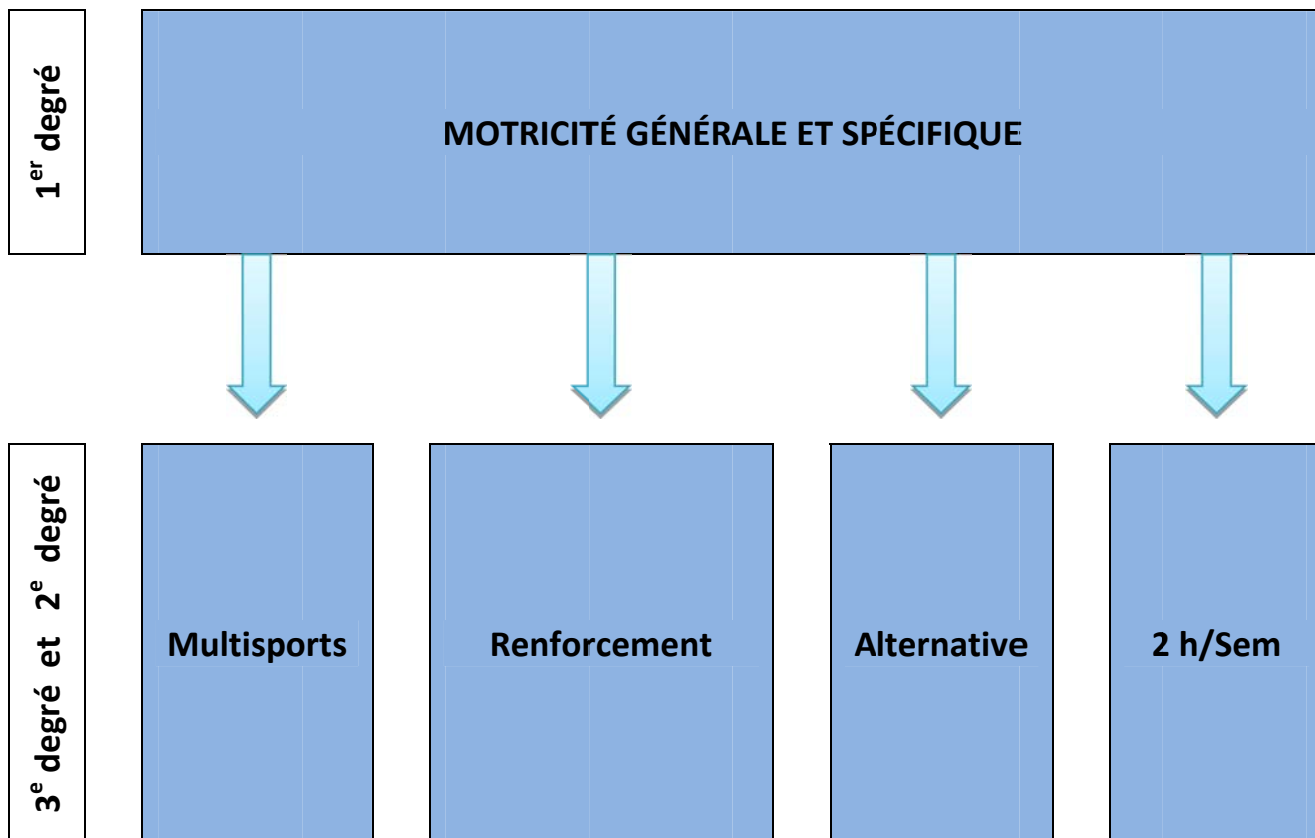 1er degré
MOTRICITÉ GÉNÉRALE ET SPÉCIFIQUE
3e degré et 2e degré
Multisports
Renforcement
Alternative
2 h/Sem